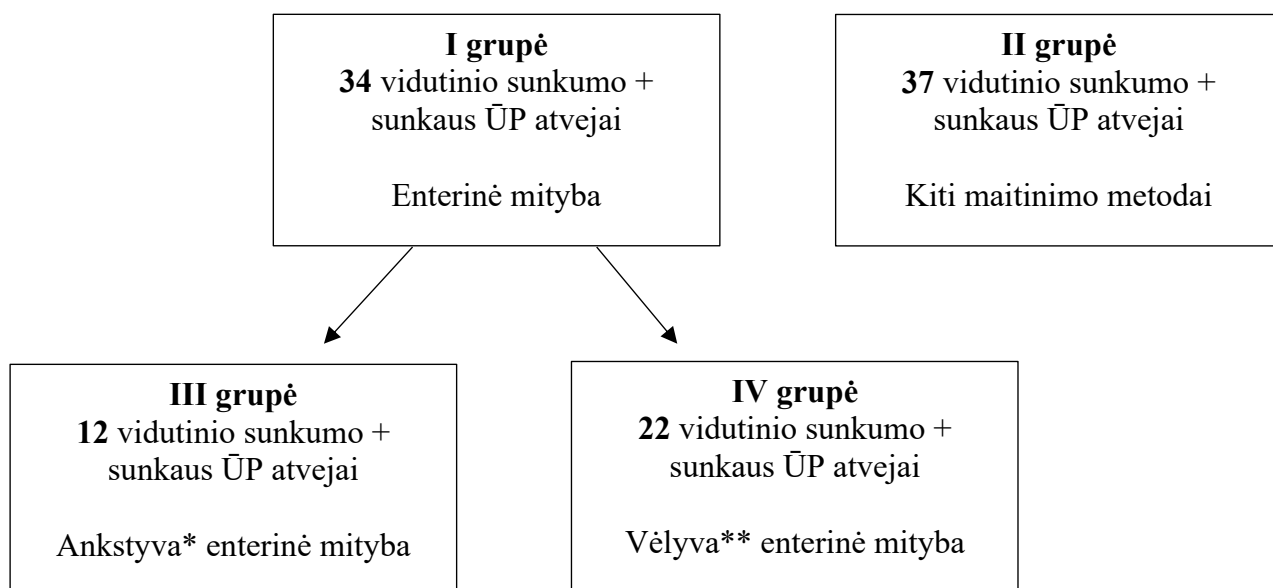 I grupė
34 vidutinio sunkumo +
sunkaus ŪP atvejai
Enterinė mityba
II grupė
37 vidutinio sunkumo +
sunkaus ŪP atvejai
Kiti maitinimo metodai
III grupė
12 vidutinio sunkumo +
sunkaus ŪP atvejai
Ankstyva* enterinė mityba
IV grupė
22 vidutinio sunkumo +
sunkaus ŪP atvejai
Vėlyva** enterinė mityba